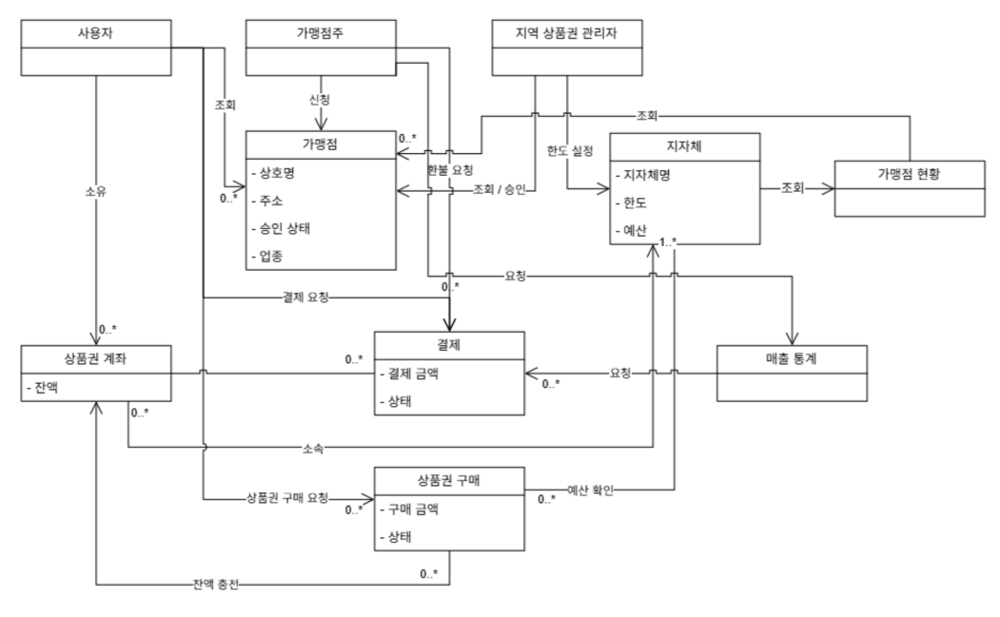 사용자
가맹점주
지역 상품권 관리자
조회
신청
조회
0..*
한도 설정
가맹점
- 상호명
- 주소
- 승인 상태
- 업종
0..*
환불 요청
조회 / 승인
지자체
- 지자체명
- 한도
- 예산
1..*
조회
가맹점 현황
소유
0..*
결제 요청
0..*
요청
상품권 계좌
- 잔액
0..*
0..*
결제
- 결제 금액
- 상태
0..*
요청
매출 통계
소속
상품권 구매 요청
0..*
상품권 구매
- 구매 금액
- 상태
0..*
예산 확인
잔액 충전
0..*